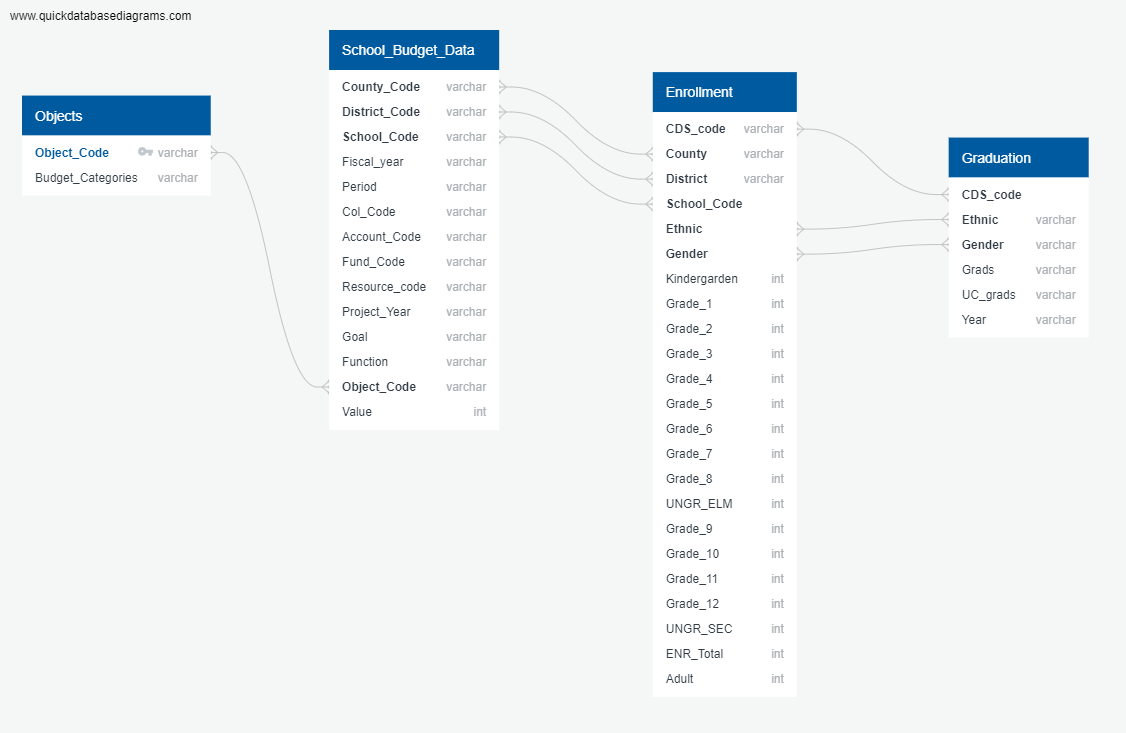 www.quickdatabasediagrams.com
Objects
Object_Code varchar
Budget_Categories varchar
School_Budget_Data
County_Code varchar
District_Code varchar
School_Code varchar
Fiscal_year varchar
Period varchar
Col_Code varchar
Account_Code varchar
Fund_Code varchar
Resource_code varchar
Project_Year varchar
Goal varchar
Function varchar
Object_Code varchar
Value int
Enrollment
CDS_code varchar
County varchar
District varchar
School_Code
Ethnic
Gender
Kindergarden int
Grade_1 int
Grade_2 int
Grade_3 int
Grade_4 int
Grade_5 int
Grade_6 int
Grade_7 int
Grade_8 int
UNGR_ELM int
Grade_9 int
Grade_10 int
Grade_11 int
Grade_12 int
UNGR_SEC int
ENR_Total int
Adult int
Graduation
CDS_code
Ethnic varchar
Gender varchar
Grads varchar
UC_grads varchar
Year varchar